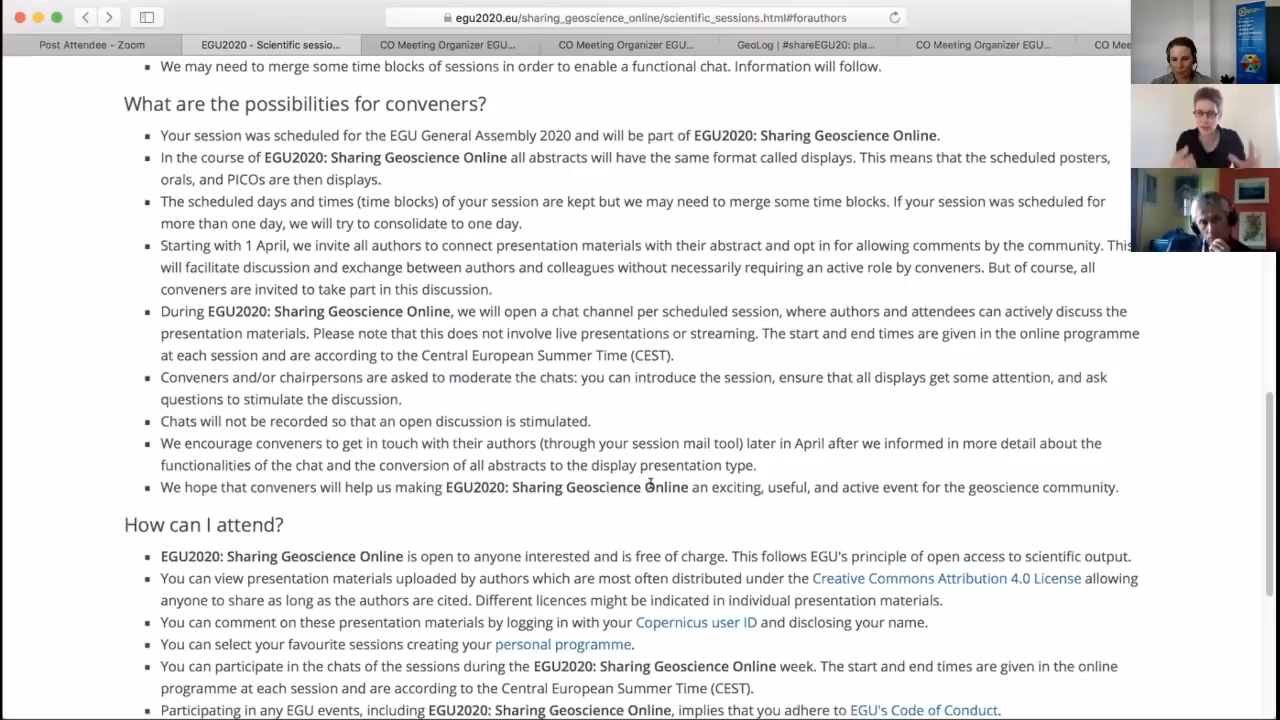 egu2020.eu/sharing_geoscience_online/scientific_sessions.html#forauthors
Post Attendee - Zoom
EGU2020 - Scientific sessio...
CO Meeting Organizer EGU...
CO Meeting Organizer EGU...
GeoLog | #shareEGU20: pla...
CO Meeting Organizer EGU...
CO Mee
We may need to merge some time blocks of sessions in order to enable a functional chat. Information will follow.
What are the possibilities for conveners?
Your session was scheduled for the EGU General Assembly 2020 and will be part of EGU2020: Sharing Geoscience Online.
In the course of EGU2020: Sharing Geoscience Online all abstracts will have the same format called displays. This means that the scheduled posters,
orals, and PICOs are then displays.
The scheduled days and times (time blocks) of your session are kept but we may need to merge some time blocks. If your session was scheduled for
more than one day, we will try to consolidate to one day.
Starting with 1 April, we invite all authors to connect presentation materials with their abstract and opt in for allowing comments by the community. This
will facilitate discussion and exchange between authors and colleagues without necessarily requiring an active role by conveners. But of course, all
conveners are invited to take part in this discussion.
During EGU2020: Sharing Geoscience Online, we will open a chat channel per scheduled session, where authors and attendees can actively discuss the
presentation materials. Please note that this does not involve live presentations or streaming. The start and end times are given in the online programme
at each session and are according to the Central European Summer Time (CEST).
Conveners and/or chairpersons are asked to moderate the chats: you can introduce the session, ensure that all displays get some attention, and ask
questions to stimulate the discussion.
Chats will not be recorded so that an open discussion is stimulated.
We encourage conveners to get in touch with their authors (through your session mail tool) later in April after we informed in more detail about the
functionalities of the chat and the conversion of all abstracts to the display presentation type.
We hope that conveners will help us making EGU2020: Sharing Geoscience Online an exciting, useful, and active event for the geoscience community.
How can I attend?
EGU2020: Sharing Geoscience Online is open to anyone interested and is free of charge. This follows EGU's principle of open access to scientific output.
You can view presentation materials uploaded by authors which are most often distributed under the Creative Commons Attribution 4.0 License allowing
anyone to share as long as the authors are cited. Different licences might be indicated in individual presentation materials.
You can comment on these presentation materials by logging in with your Copernicus user ID and disclosing your name.
You can select your favourite sessions creating your personal programme.
You can participate in the chats of the sessions during the EGU2020: Sharing Geoscience Online week. The start and end times are given in the online
programme at each session and are according to the Central European Summer Time (CEST).
Participating in any EGU events, including EGU2020: Sharing Geoscience Online, implies that you adhere to EGU's Code of Conduct.